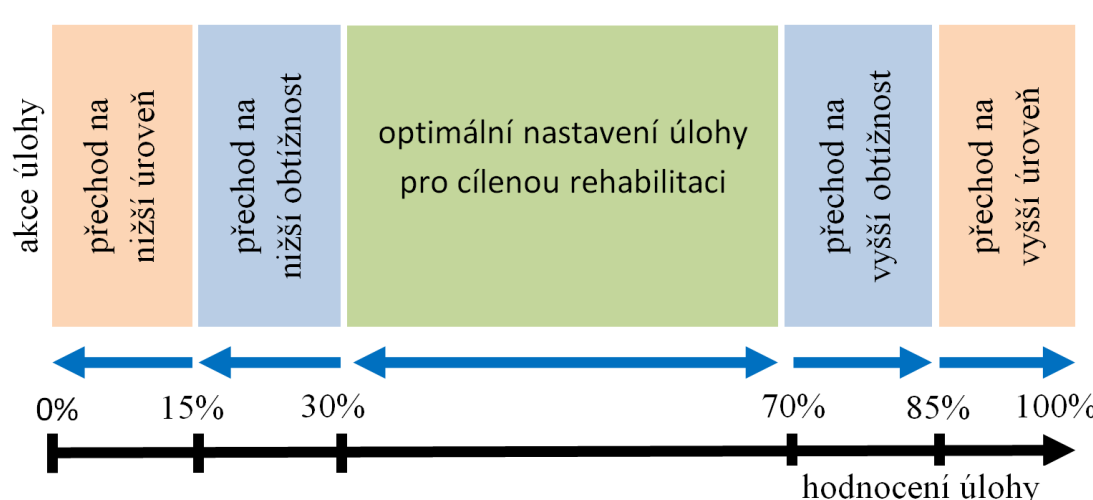 akce úlohy
přechod na
nižší úroveň
přechod na
nižší obtížnost
optimální nastavení úlohy
pro cílenou rehabilitaci
přechod na
vyšší obtížnost
přechod na
vyšší úroveň
0% 15% 30% 70% 85% 100%
hodnocení úlohy